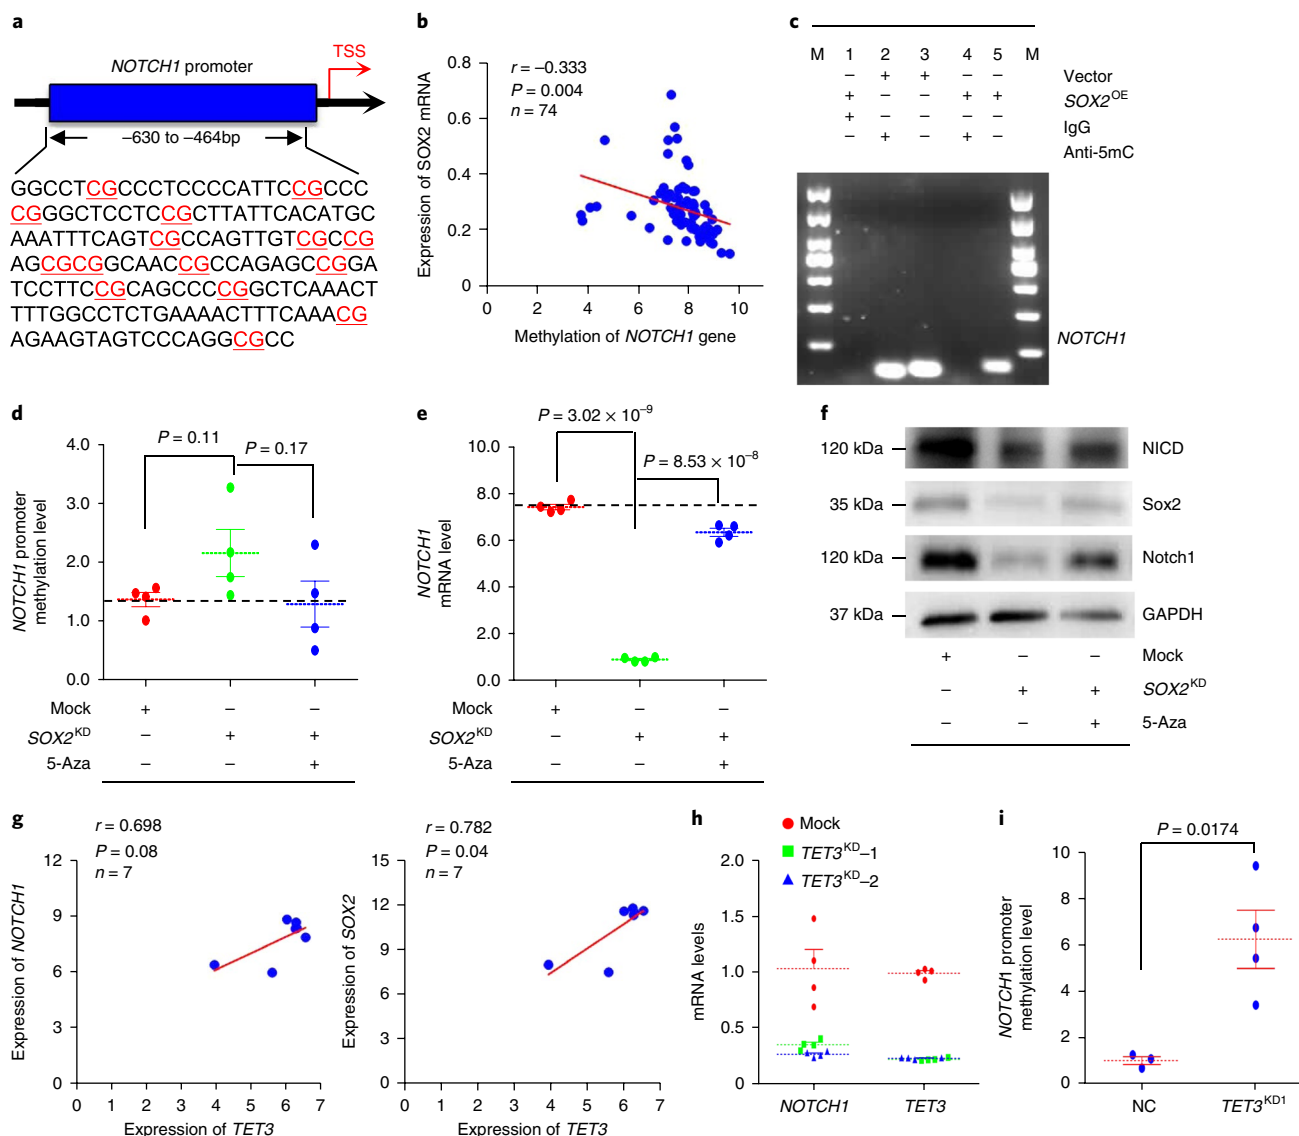 a
NOTCH1 promoter
TSS
–630 to –464bp
GGCCTCGCCCTCCCCATTCCGCCC
CGGGCTCCTCCGCTTATTCACATGC
AAATTTCAGTCGCCAGTTGTCGCCG
AGCGCGGCAACCGCCAGAGCCGGA
TCCTTCCGCAGCCCCGGCTCAAACT
TTTGGCCTCTGAAAACTTTCAAACG
AGAAGTAGTCCCAGGCGCC
b
r = –0.333
P = 0.004
n = 74
Expression of SOX2 mRNA
0.8
0.6
0.4
0.2
0
0 2 4 6 8 10
Methylation of NOTCH1 gene
c
M 1 2 3 4 5 M
– + + – – Vector
+ – – + + SOX2OE
+ – – – – IgG
– + – + – Anti-5mC
NOTCH1
d
P = 0.11
P = 0.17
NOTCH1 promoter
methylation level
4.0
3.0
2.0
1.0
0.0
Mock + – –
SOX2KD – + +
5-Aza – – +
e
P = 3.02 × 10–9
P = 8.53 × 10–8
NOTCH1
mRNA level
10.0
8.0
6.0
4.0
2.0
0.0
Mock + – –
SOX2KD – + +
5-Aza – – +
f
120 kDa NICD
35 kDa Sox2
120 kDa Notch1
37 kDa GAPDH
+ – – Mock
– + + SOX2KD
– – + 5-Aza
g
r = 0.698
P = 0.08
n = 7
Expression of NOTCH1
12
9
6
3
0
0 1 2 3 4 5 6 7
Expression of TET3
r = 0.782
P = 0.04
n = 7
Expression of SOX2
15
12
9
6
3
0
0 1 2 3 4 5 6 7
Expression of TET3
h
Mock
TET3KD–1
TET3KD–2
mRNA levels
2.0
1.5
1.0
0.5
0
NOTCH1 TET3
i
P = 0.0174
NOTCH1 promoter
methylation level
10
8
6
4
2
0
NC TET3KD1